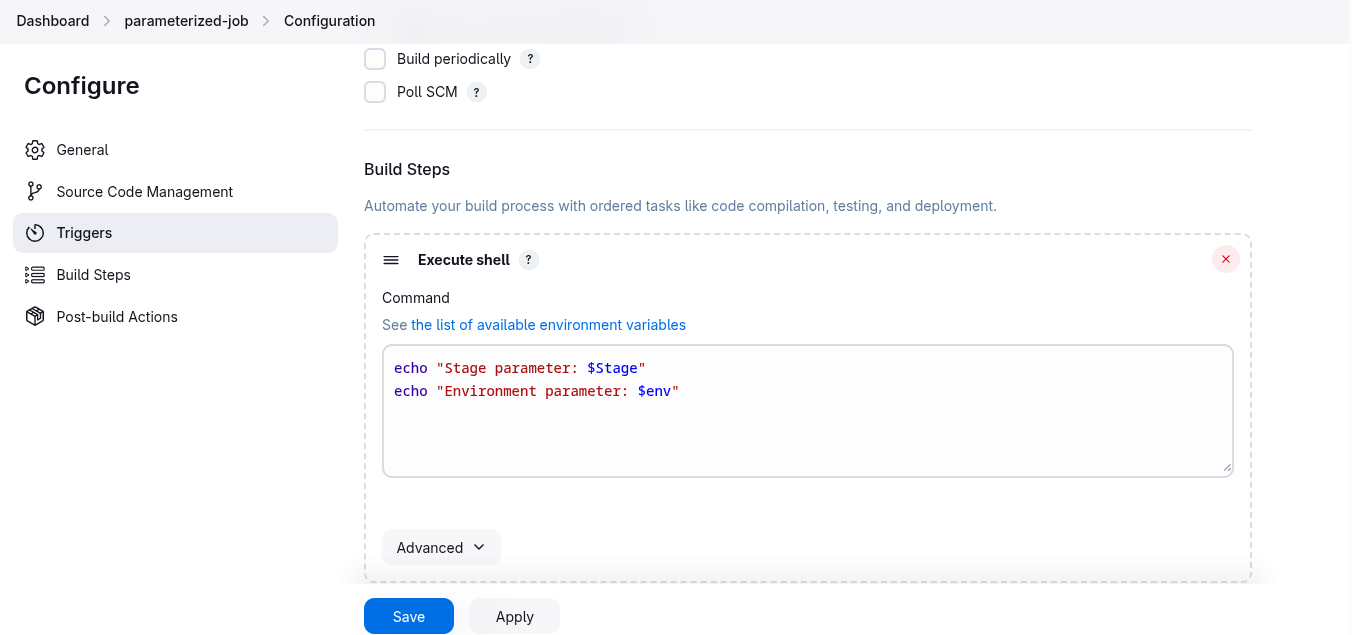 Dashboard > parameterized-job > Configuration
Configure
General
Source Code Management
Triggers
Build Steps
Post-build Actions
Build periodically ?
Poll SCM ?
Build Steps
Automate your build process with ordered tasks like code compilation, testing, and deployment.
Execute shell ?
Command
See the list of available environment variables
echo "Stage parameter: $Stage"
echo "Environment parameter: $env"
Advanced
Save Apply